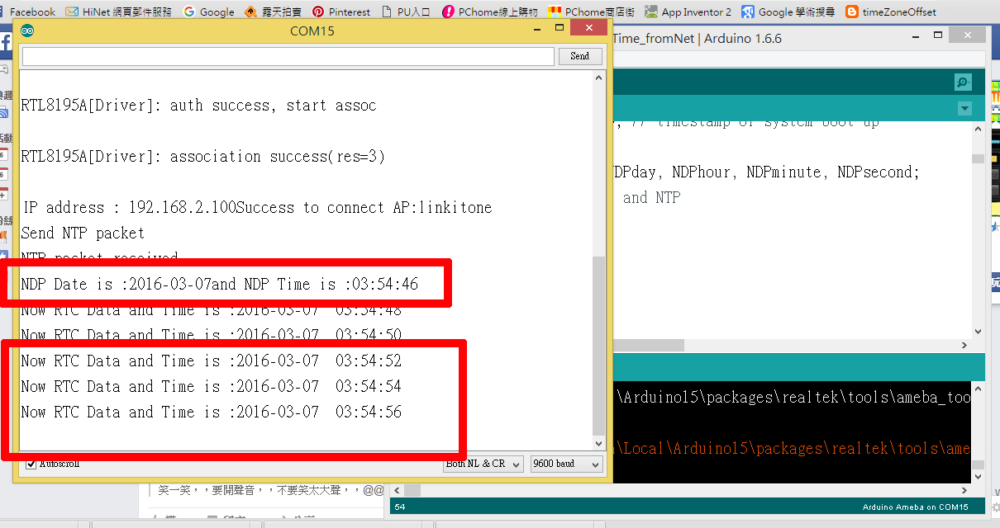 Facebook HiNet 網頁郵件服務 Google 露天拍賣 Pinterest PU入口 PChome線上購物 PChome商店街 App Inventor 2 Google 學術搜尋 timeZoneOffset
COM15
Time_fromNet | Arduino 1.6.6
Send
RTL8195A[Driver]: auth success, start assoc
RTL8195A[Driver]: association success(res=3)
IP address : 192.168.2.100Success to connect AP:linkitone
Send NTP packet
NTP packet received
NDP Date is :2016-03-07and NDP Time is :03:54:46
Now RTC Data and Time is :2016-03-07  03:54:48
Now RTC Data and Time is :2016-03-07  03:54:50
Now RTC Data and Time is :2016-03-07  03:54:52
Now RTC Data and Time is :2016-03-07  03:54:54
Now RTC Data and Time is :2016-03-07  03:54:56
Autoscroll Both NL & CR 9600 baud
, // timestamp of system boot up
DPday, NDPhour, NDPminute, NDPsecond;
and NTP
\Arduino15\packages\realtek\tools\ameba_too
\Local\Arduino15\packages\realtek\tools\ame
笑一笑，，要開聲音，，不要笑太大聲，，@@
54
Arduino Ameba on COM15